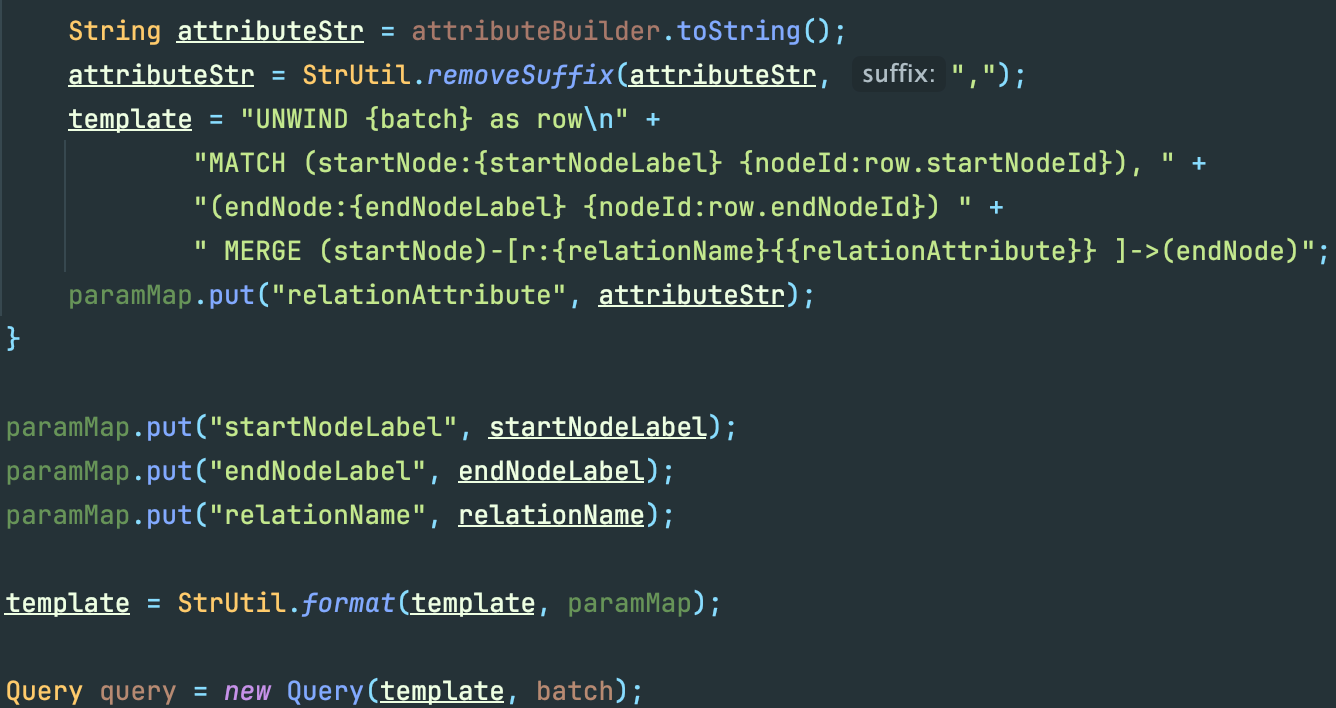 String attributeStr = attributeBuilder.toString();
attributeStr = StrUtil.removeSuffix(attributeStr, suffix: ",");
template = "UNWIND {batch} as row\n" +
"MATCH (startNode:{startNodeLabel} {nodeId:row.startNodeId}), " +
"(endNode:{endNodeLabel} {nodeId:row.endNodeId}) " +
" MERGE (startNode)-[r:{relationName}{{relationAttribute}} ]->(endNode)";
paramMap.put("relationAttribute", attributeStr);
}
paramMap.put("startNodeLabel", startNodeLabel);
paramMap.put("endNodeLabel", endNodeLabel);
paramMap.put("relationName", relationName);
template = StrUtil.format(template, paramMap);
Query query = new Query(template, batch);